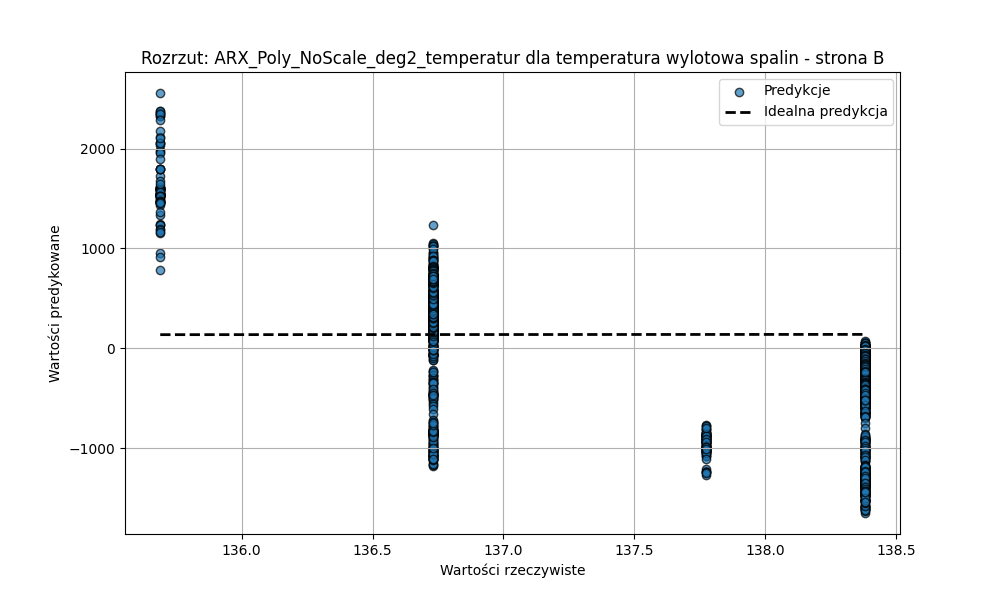 Rozrzut: ARX_Poly_NoScale_deg2_temperatur dla temperatura wylotowa spalin - strona B
Predykcje
Idealna predykcja
Wartości predykowane
2000
1000
0
−1000
136.0
136.5
137.0
137.5
138.0
138.5
Wartości rzeczywiste